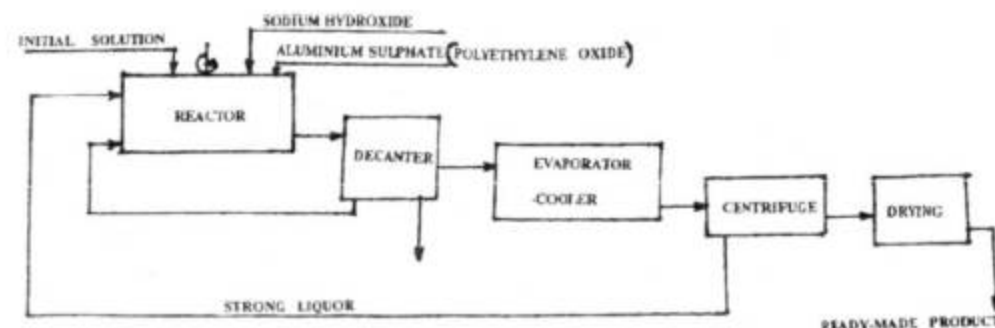 SODIUM HYDROXIDE
INITIAL SOLUTION
ALUMINIUM SULPHATE (POLYETHYLENE OXIDE)
REACTOR
DECANTER
EVAPORATOR
-COOLER
CENTRIFUGE
DRYING
STRONG LIQUOR
READY-MADE PRODUCT